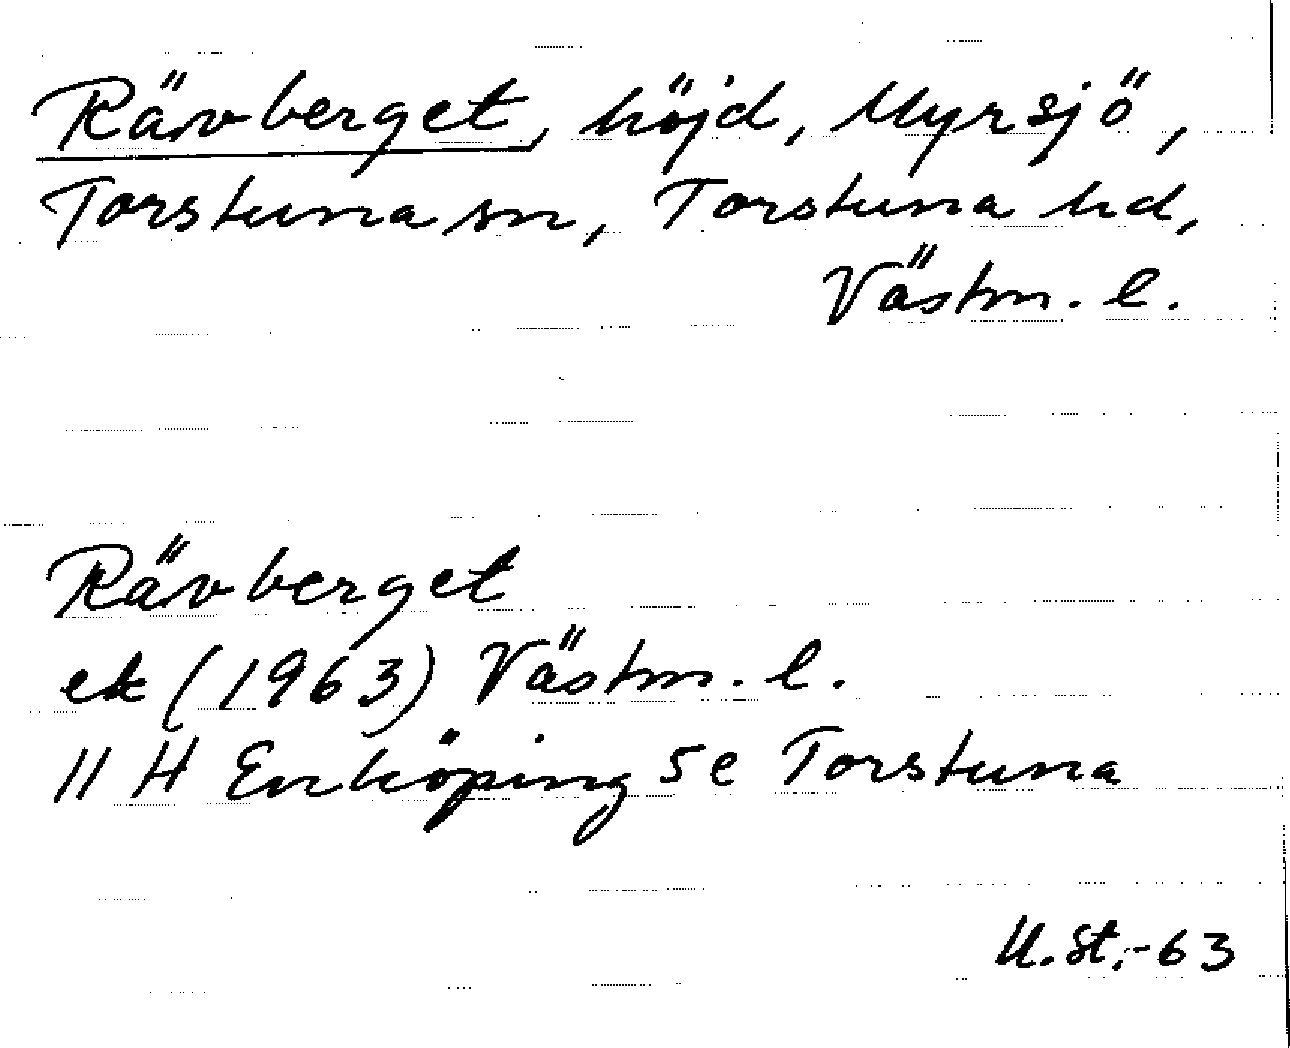 Rävberget, höjd, Myrsjö,
Torstuna sn, Torstuna hd,
Västm. l.
Rävberget
ek (1963) Västm. l.
11 H Enköping 5e Torstuna
U.St.-63